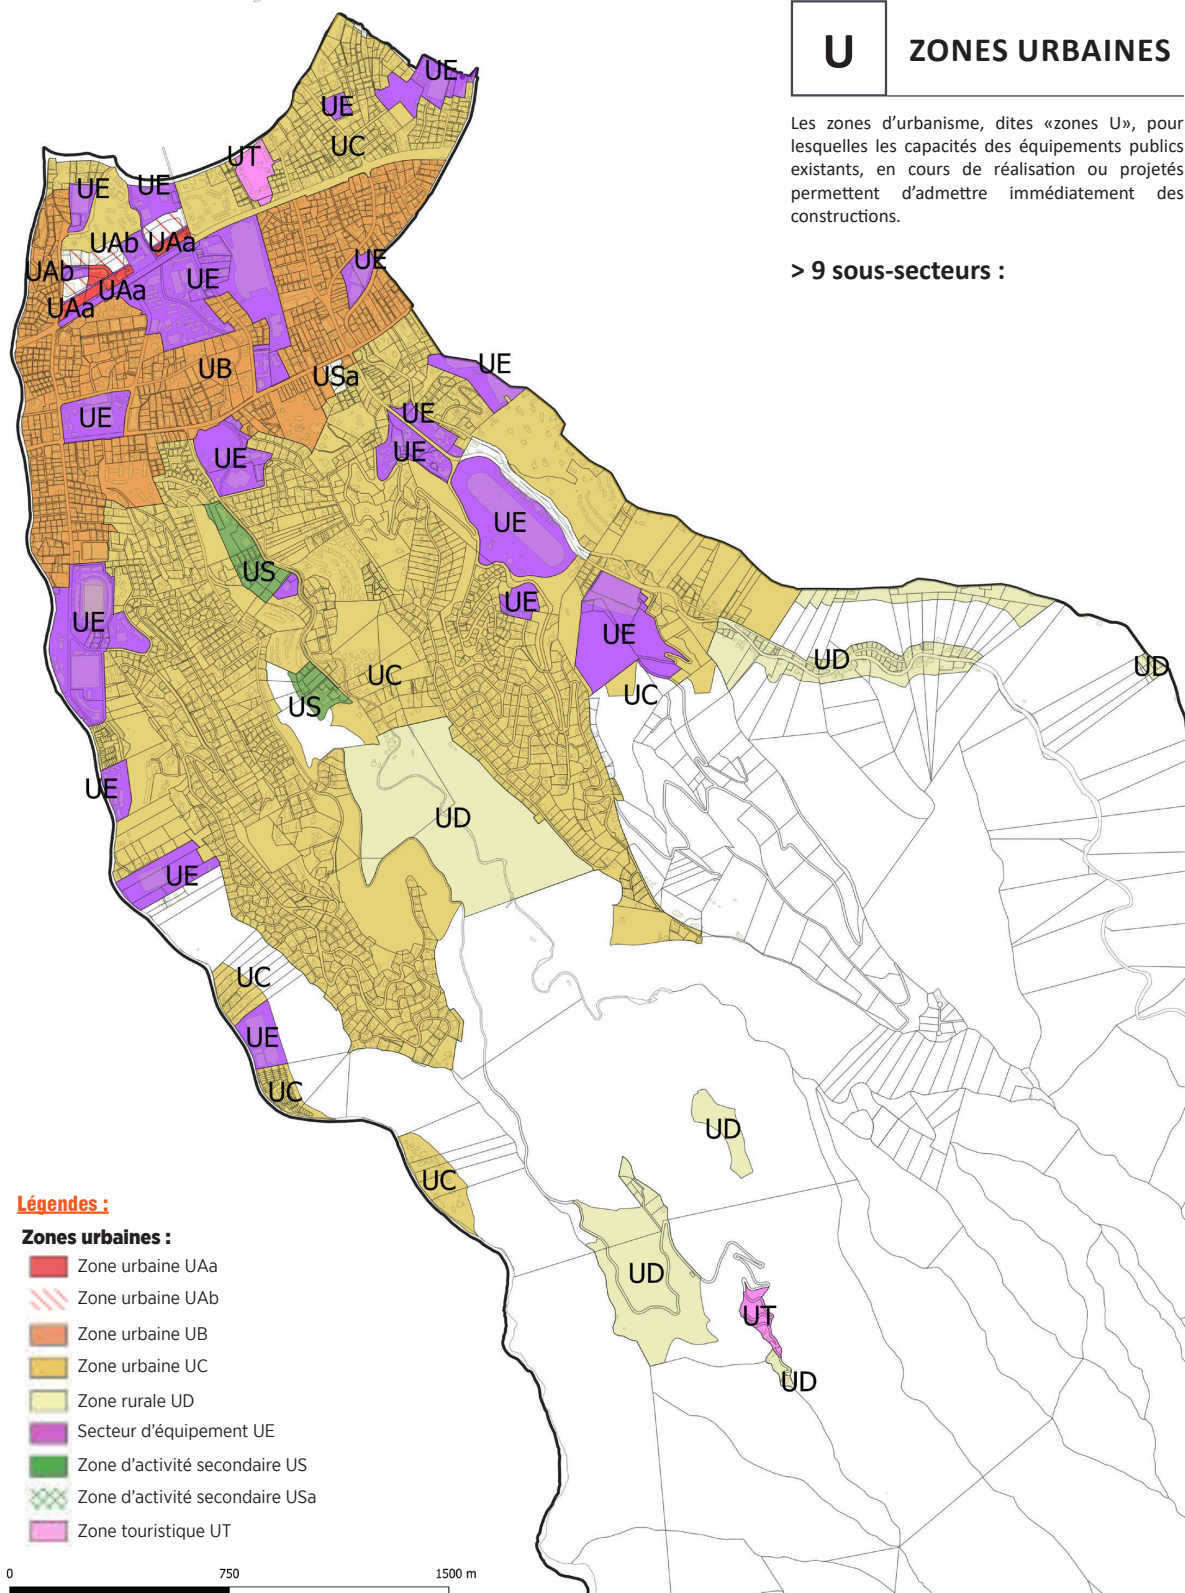 U
ZONES URBAINES
Les zones d'urbanisme, dites «zones U», pour
lesquelles les capacités des équipements publics
existants, en cours de réalisation ou projetés
permettent d'admettre immédiatement des
constructions.
> 9 sous-secteurs :
UE
UE
UC
UT
UE
UE
UAb
UAa
UE
UAb
UE
UAa
UAa
UB
USa
UE
UE
UE
UE
UE
UE
US
UE
UE
UE
UD
UD
UC
UC
US
UE
UD
UE
UC
UE
UC
UD
UC
UD
UT
UD
Légendes :
Zones urbaines :
Zone urbaine UAa
Zone urbaine UAb
Zone urbaine UB
Zone urbaine UC
Zone rurale UD
Secteur d'équipement UE
Zone d'activité secondaire US
Zone d'activité secondaire USa
Zone touristique UT
0 750 1500 m